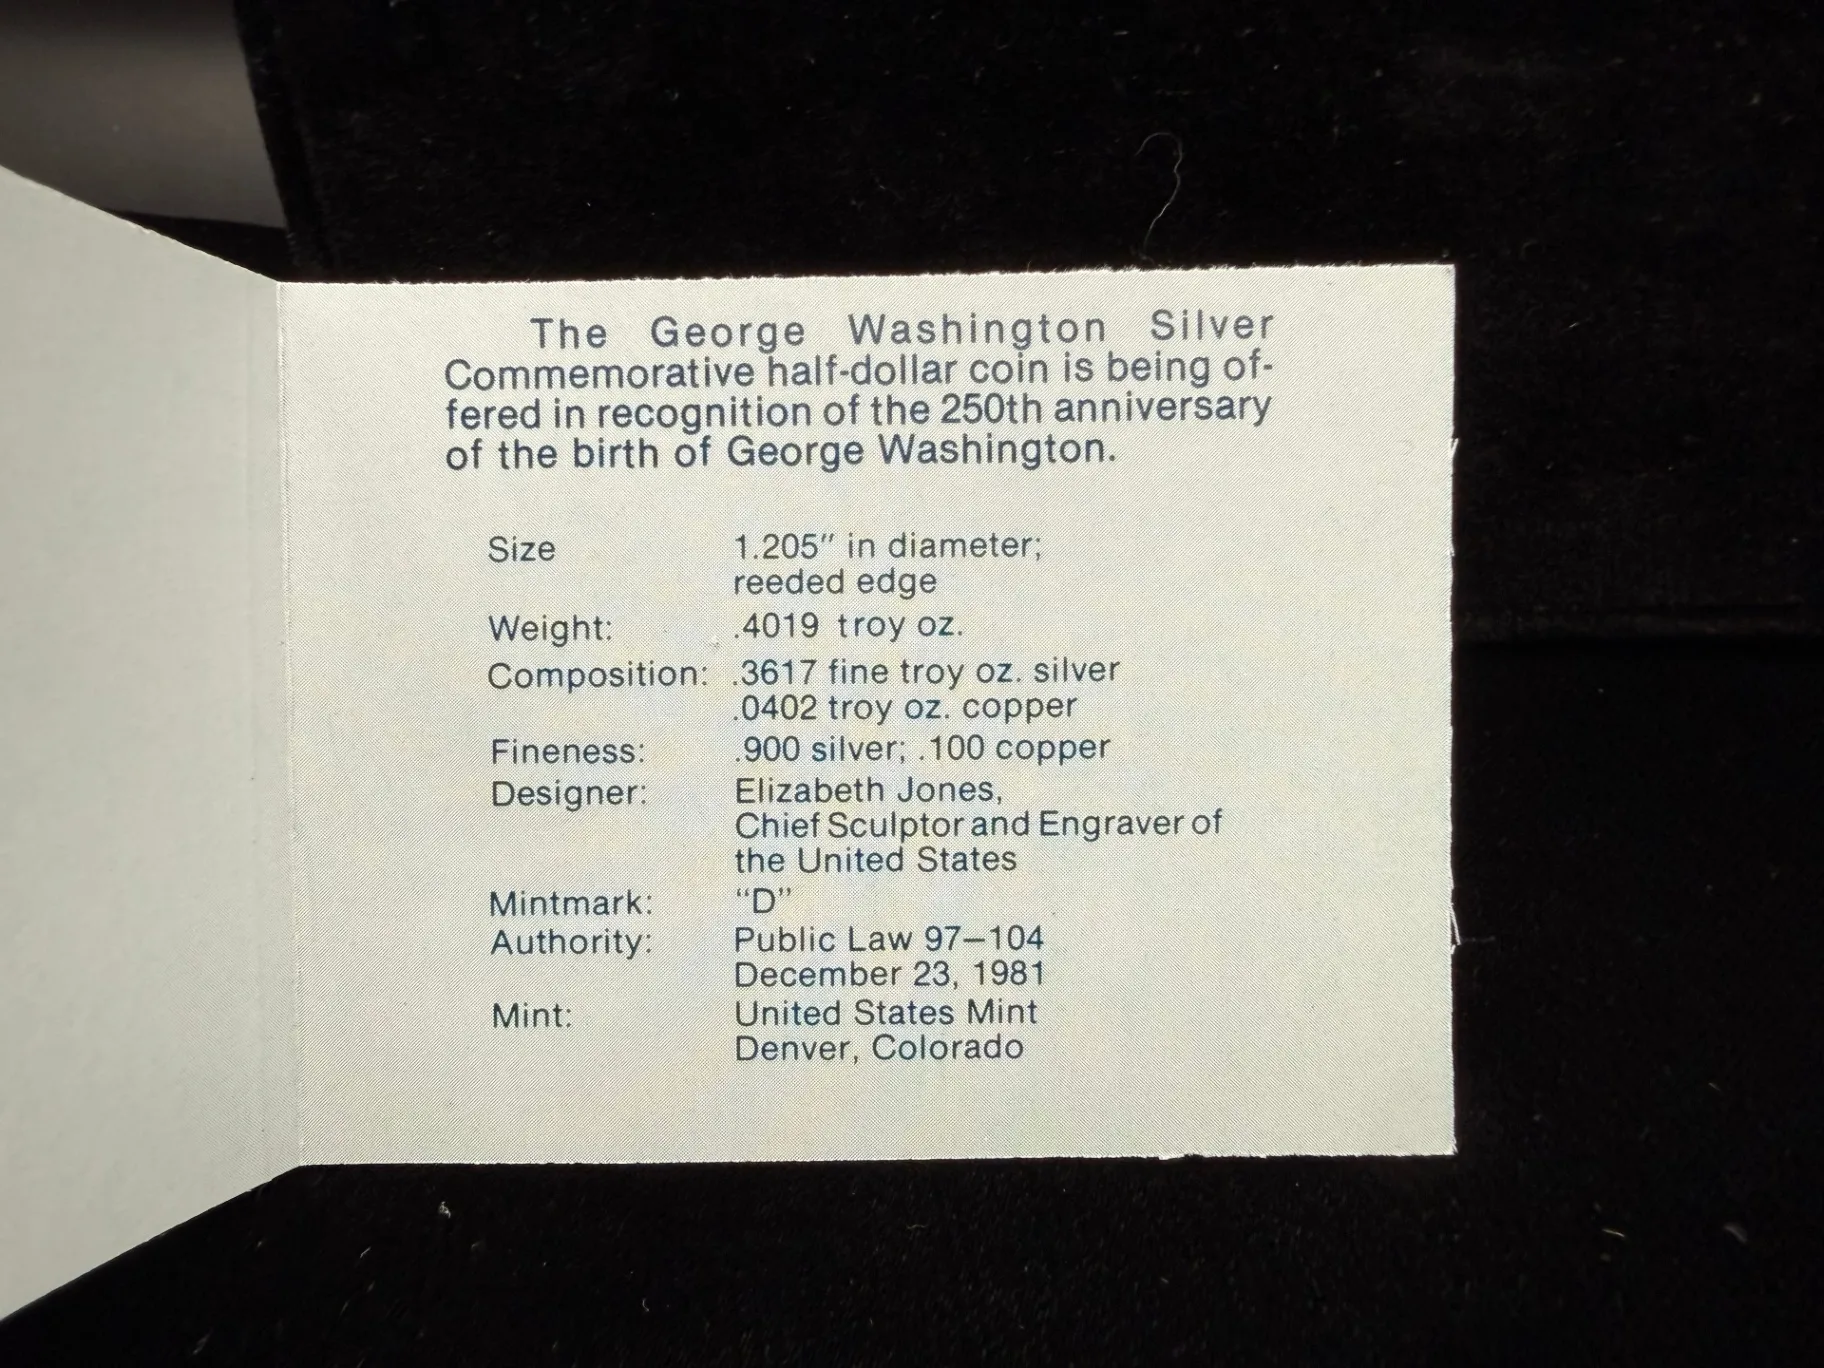 The George Washington Silver
Commemorative half-dollar coin is being of-
fered in recognition of the 250th anniversary
of the birth of George Washington.
Size 1.205" in diameter;
reeded edge
Weight: .4019 troy oz.
Composition: .3617 fine troy oz. silver
.0402 troy oz. copper
Fineness: .900 silver; .100 copper
Designer: Elizabeth Jones,
Chief Sculptor and Engraver of
the United States
Mintmark: “D”
Authority: Public Law 97–104
December 23, 1981
Mint: United States Mint
Denver, Colorado